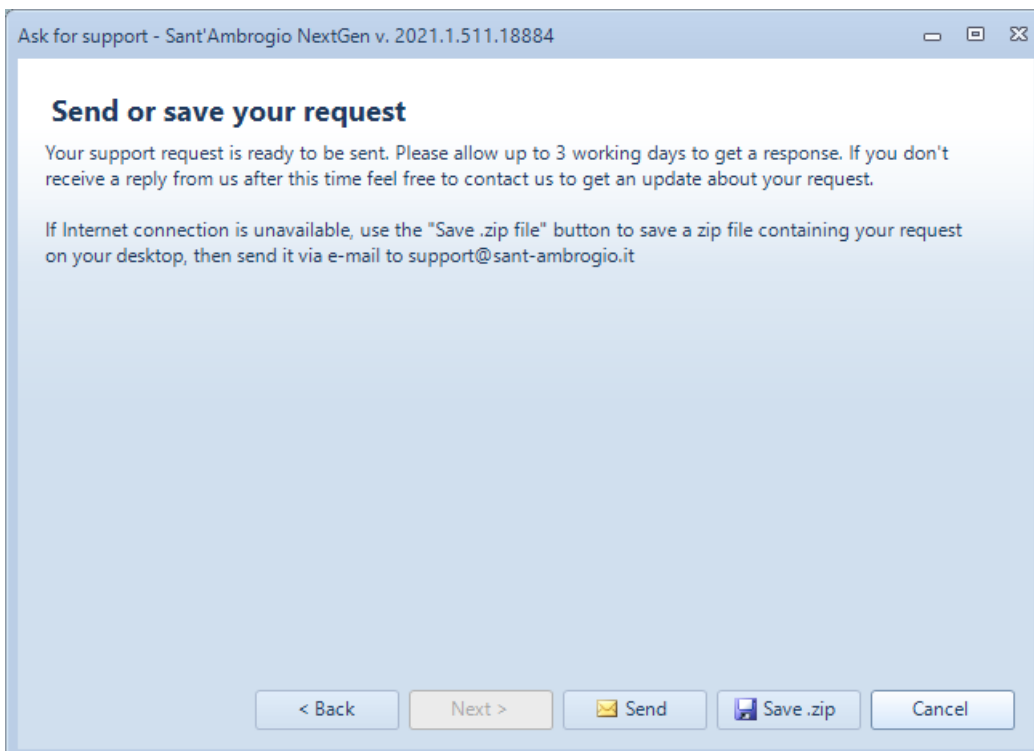 Ask for support - Sant'Ambrogio NextGen v. 2021.1.511.18884
Send or save your request
Your support request is ready to be sent. Please allow up to 3 working days to get a response. If you don't
receive a reply from us after this time feel free to contact us to get an update about your request.
If Internet connection is unavailable, use the "Save .zip file" button to save a zip file containing your request
on your desktop, then send it via e-mail to support@sant-ambrogio.it
< Back Next > Send Save .zip Cancel